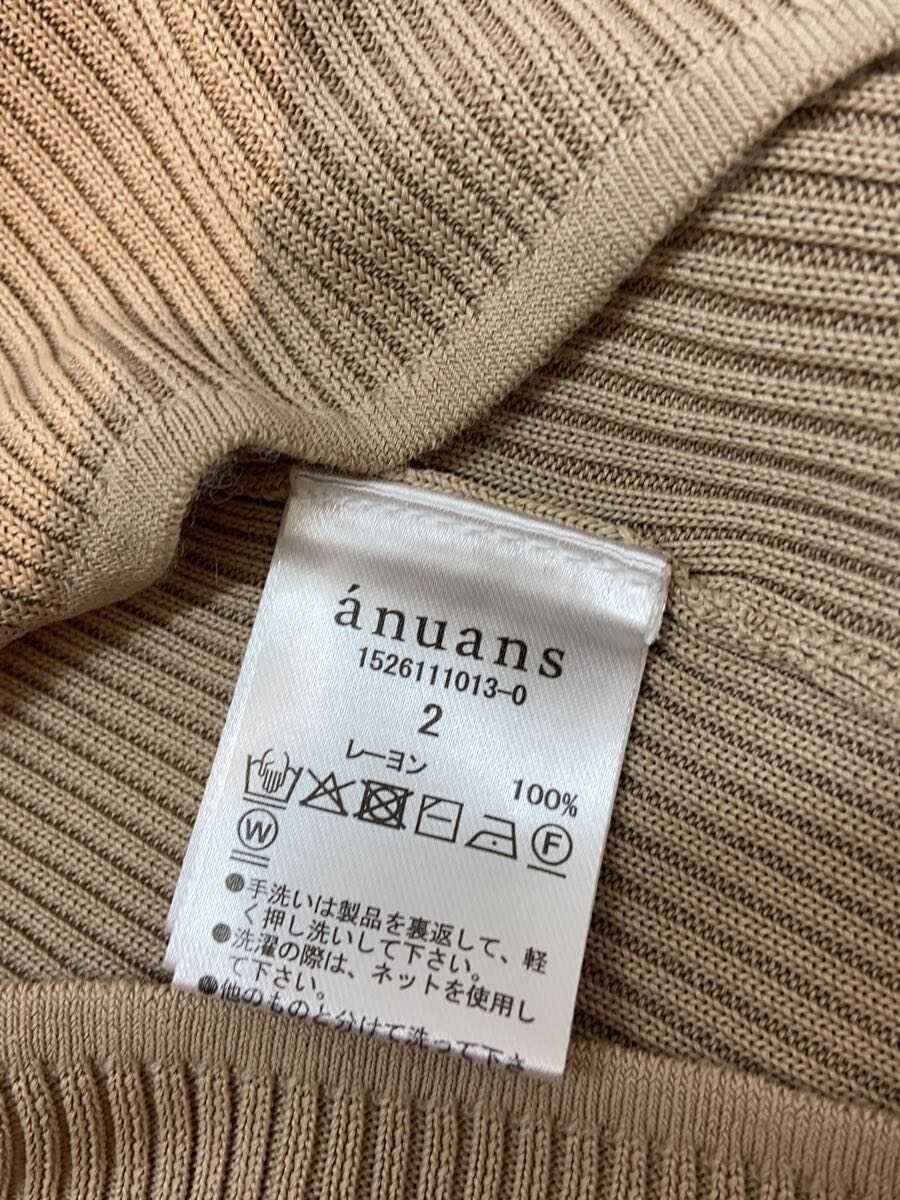 ánuans
1526111013-0
2
レーヨン 100%
F
W
●手洗いは製品を裏返して、軽
く押し洗いして下さい。
●洗濯の際は、ネットを使用し
て下さい。
●他のものと分けて洗って下さ